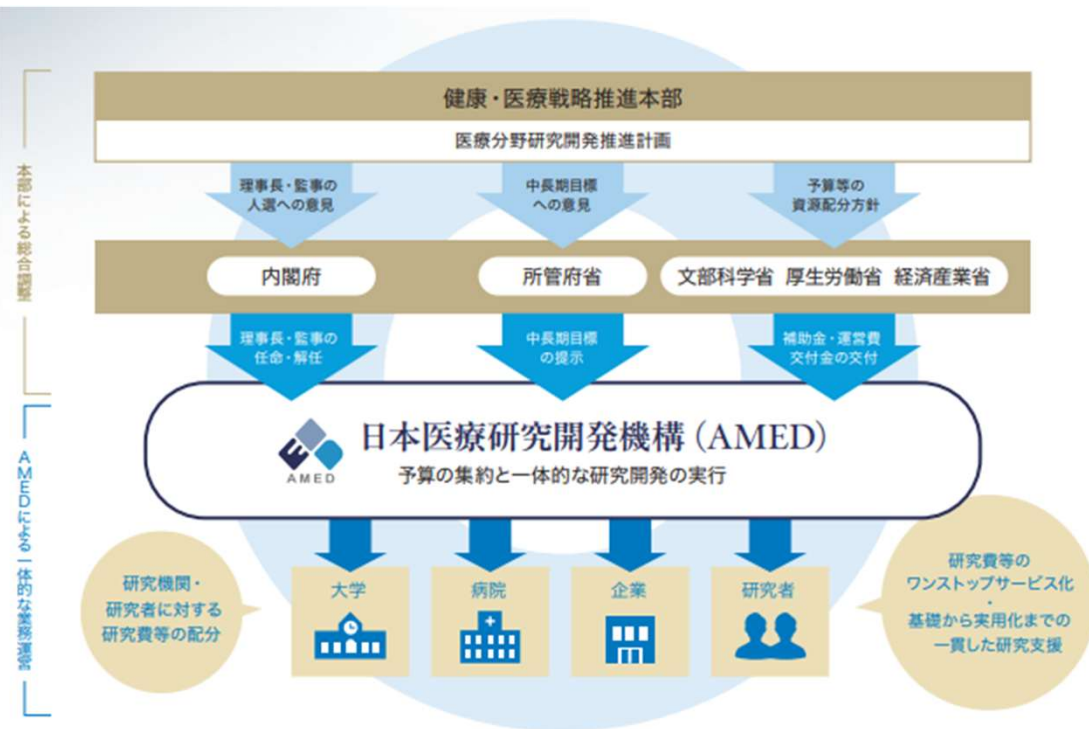 健康・医療戦略推進本部
医療分野研究開発推進計画
本部による総合調整
理事長・監事の
人選への意見
中長期目標
への意見
予算等の
資源配分方針
内閣府
所管府省
文部科学省 厚生労働省 経済産業省
理事長・監事の
任命・解任
中長期目標
の提示
補助金・運営費
交付金の交付
AMED
日本医療研究開発機構（AMED）
予算の集約と一体的な研究開発の実行
AMEDによる一体的な業務運営
研究機関・
研究者に対する
研究費等の配分
大学
病院
企業
研究者
研究費等の
ワンストップサービス化
・
基礎から実用化までの
一貫した研究支援